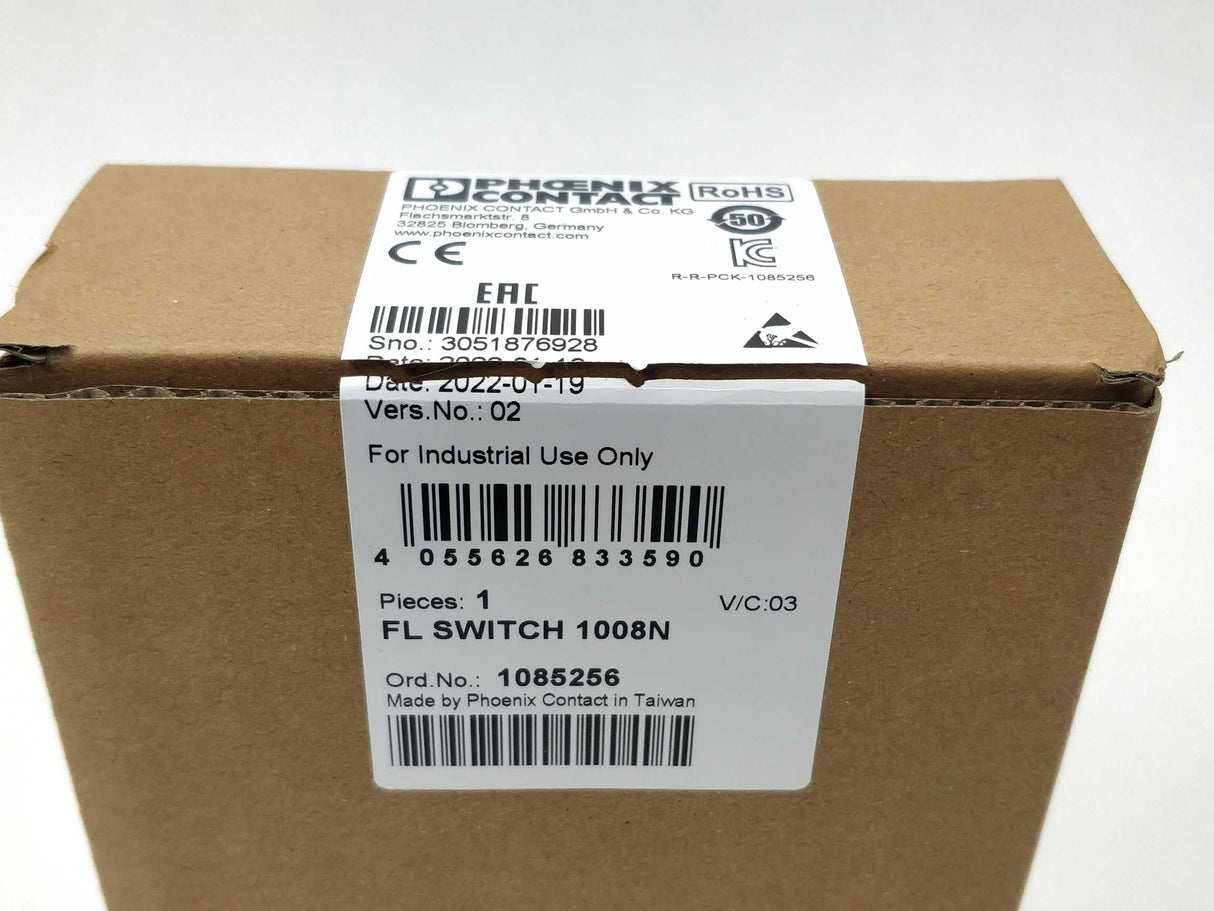 PHŒNIX
CONTACT
RoHS
PHOENIX CONTACT GmbH & Co. KG
Flachsmarktstr. 8
32825 Blomberg, Germany
www.phoenixcontact.com
50
CE
R-R-PCK-1085256
EAC
Sno.: 3051876928
Date: 2022-01-19
Vers.No.: 02
For Industrial Use Only
4 055626 833590
Pieces: 1
V/C:03
FL SWITCH 1008N
Ord.No.: 1085256
Made by Phoenix Contact in Taiwan